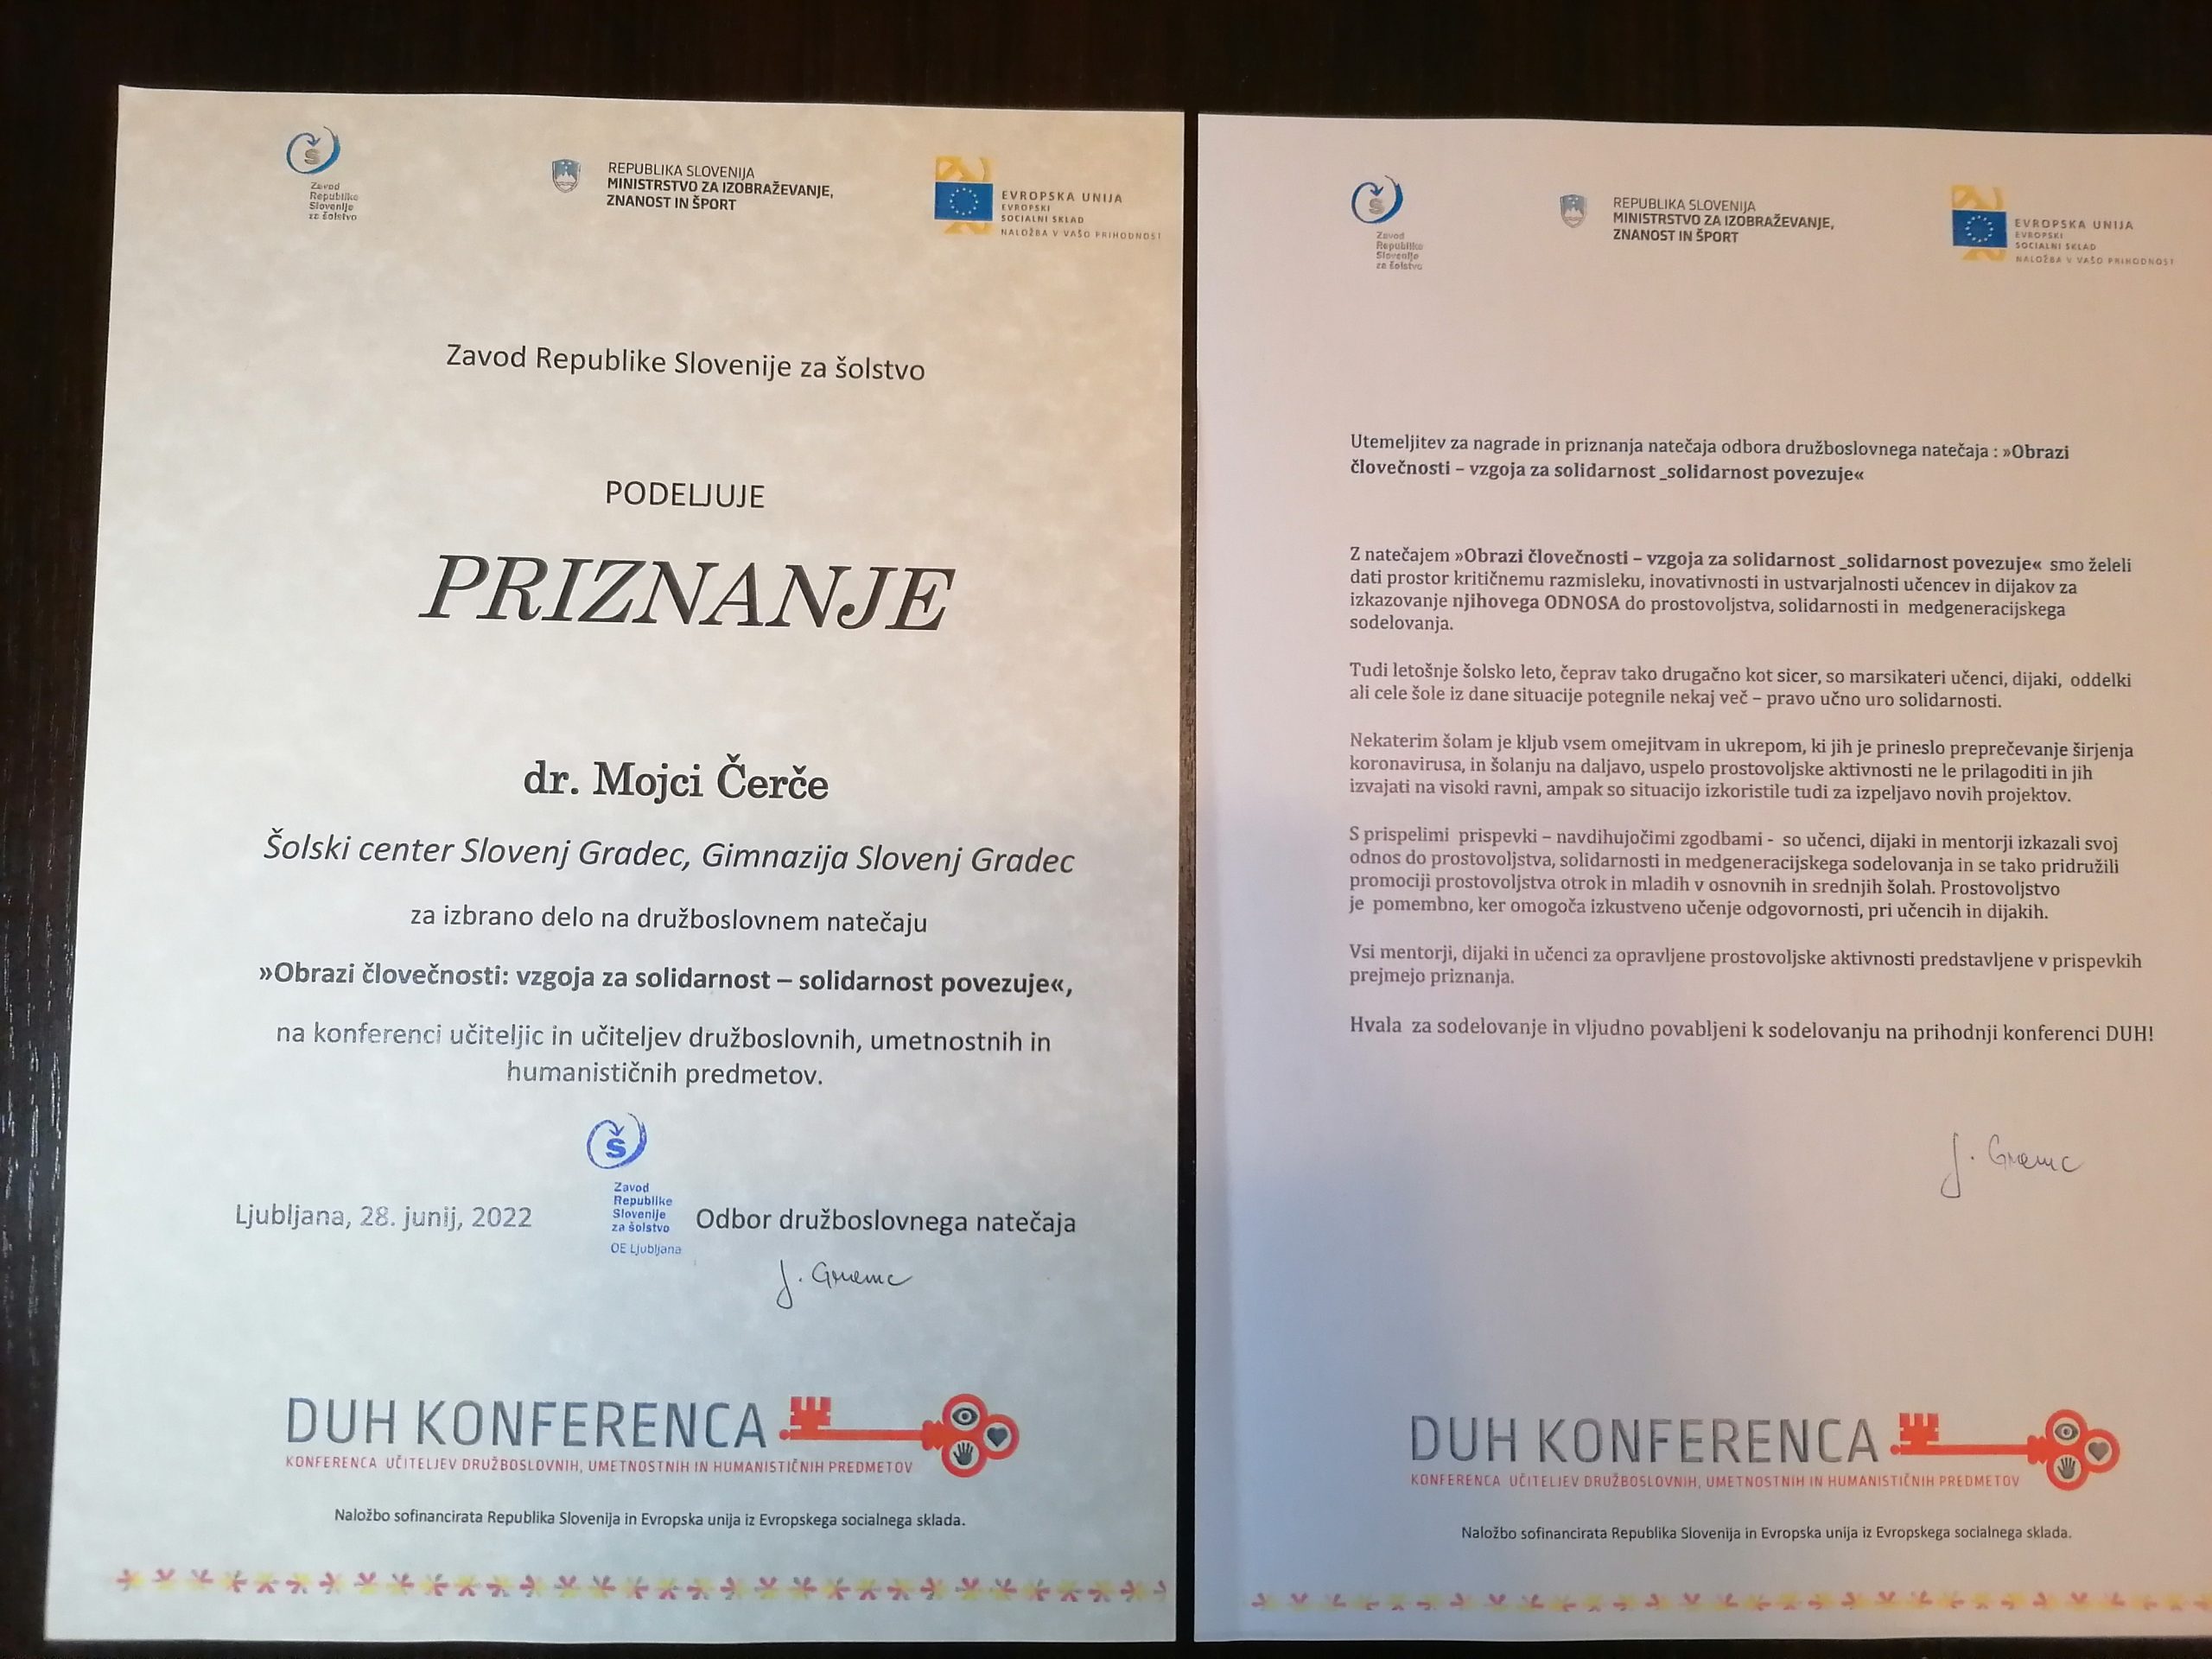 Zavod
Republike
Slovenije
za šolstvo
REPUBLIKA SLOVENIJA
MINISTRSTVO ZA IZOBRAŽEVANJE,
ZNANOST IN ŠPORT
EVROPSKA UNIJA
EVROPSKI
SOCIALNI SKLAD
NALOŽBA V VAŠO PRIHODNOST
Zavod Republike Slovenije za šolstvo
PODELJUJE
PRIZNANJE
dr. Mojci Čerče
Šolski center Slovenj Gradec, Gimnazija Slovenj Gradec
za izbrano delo na družboslovnem natečaju
»Obrazi človečnosti: vzgoja za solidarnost – solidarnost povezuje«,
na konferenci učiteljic in učiteljev družboslovnih, umetnostnih in
humanističnih predmetov.
Š
Zavod
Republike
Slovenije
za šolstvo
OE Ljubljana
Ljubljana, 28. junij, 2022
Odbor družboslovnega natečaja
DUH KONFERENCA
KONFERENCA UČITELJEV DRUŽBOSLOVNIH, UMETNOSTNIH IN HUMANISTIČNIH PREDMETOV
Naložbo sofinancirata Republika Slovenija in Evropska unija iz Evropskega socialnega sklada.
Zavod
Republike
Slovenije
za šolstvo
REPUBLIKA SLOVENIJA
MINISTRSTVO ZA IZOBRAŽEVANJE,
ZNANOST IN ŠPORT
EVROPSKA UNIJA
EVROPSKI
SOCIALNI SKLAD
NALOŽBA V VAŠO PRIHODNOST
Utemeljitev za nagrade in priznanja natečaja odbora družboslovnega natečaja : »Obrazi
človečnosti – vzgoja za solidarnost _solidarnost povezuje«
Z natečajem »Obrazi človečnosti – vzgoja za solidarnost _solidarnost povezuje« smo želeli
dati prostor kritičnemu razmisleku, inovativnosti in ustvarjalnosti učencev in dijakov za
izkazovanje njihovega ODNOSA do prostovoljstva, solidarnosti in medgeneracijskega
sodelovanja.
Tudi letošnje šolsko leto, čeprav tako drugačno kot sicer, so marsikateri učenci, dijaki, oddelki
ali cele šole iz dane situacije potegnile nekaj več – pravo učno uro solidarnosti.
Nekaterim šolam je kljub vsem omejitvam in ukrepom, ki jih je prineslo preprečevanje širjenja
koronavirusa, in šolanju na daljavo, uspelo prostovoljske aktivnosti ne le prilagoditi in jih
izvajati na visoki ravni, ampak so situacijo izkoristile tudi za izpeljavo novih projektov.
S prispelimi prispevki – navdihujočimi zgodbami - so učenci, dijaki in mentorji izkazali svoj
odnos do prostovoljstva, solidarnosti in medgeneracijskega sodelovanja in se tako pridružili
promociji prostovoljstva otrok in mladih v osnovnih in srednjih šolah. Prostovoljstvo
je pomembno, ker omogoča izkustveno učenje odgovornosti, pri učencih in dijakih.
Vsi mentorji, dijaki in učenci za opravljene prostovoljske aktivnosti predstavljene v prispevkih
prejmejo priznanja.
Hvala za sodelovanje in vljudno povabljeni k sodelovanju na prihodnji konferenci DUH!
DUH KONFERENCA
KONFERENCA UČITELJEV DRUŽBOSLOVNIH, UMETNOSTNIH IN HUMANISTIČNIH PREDMETOV
Naložbo sofinancirata Republika Slovenija in Evropska unija iz Evropskega socialnega sklada.